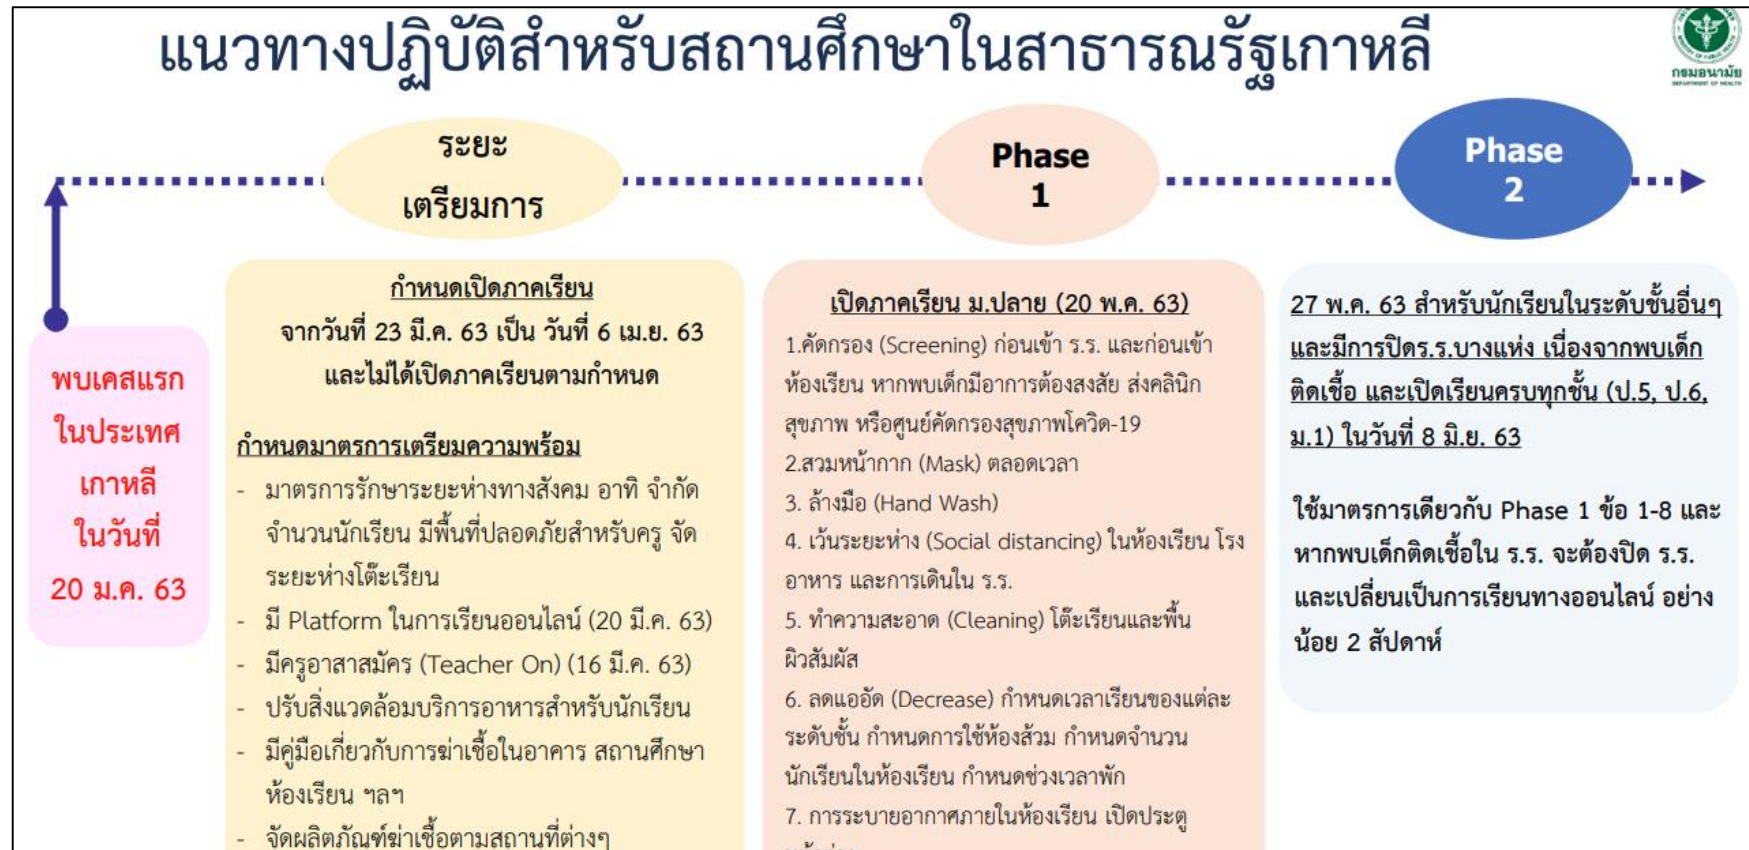 แนวทางปฏิบัติสำหรับสถานศึกษาในสาธารณรัฐเกาหลี
กรมอนามัย
DEPARTMENT OF HEALTH
ระยะ
เตรียมการ
Phase
1
Phase
2
พบเคสแรก
ในประเทศ
เกาหลี
ในวันที่
20 ม.ค. 63
กำหนดเปิดภาคเรียน
จากวันที่ 23 มี.ค. 63 เป็น วันที่ 6 เม.ย. 63
และไม่ได้เปิดภาคเรียนตามกำหนด
กำหนดมาตรการเตรียมความพร้อม
- มาตรการรักษาระยะห่างทางสังคม อาทิ จำกัด
จำนวนนักเรียน มีพื้นที่ปลอดภัยสำหรับครู จัด
ระยะห่างโต๊ะเรียน
- มี Platform ในการเรียนออนไลน์ (20 มี.ค. 63)
- มีครูอาสาสมัคร (Teacher On) (16 มี.ค. 63)
- ปรับสิ่งแวดล้อมบริการอาหารสำหรับนักเรียน
- มีคู่มือเกี่ยวกับการฆ่าเชื้อในอาคาร สถานศึกษา
ห้องเรียน ฯลฯ
- จัดผลิตภัณฑ์ฆ่าเชื้อตามสถานที่ต่างๆ
เปิดภาคเรียน ม.ปลาย (20 พ.ค. 63)
1.คัดกรอง (Screening) ก่อนเข้า ร.ร. และก่อนเข้า
ห้องเรียน หากพบเด็กมีอาการต้องสงสัย ส่งคลินิก
สุขภาพ หรือศูนย์คัดกรองสุขภาพโควิด-19
2.สวมหน้ากาก (Mask) ตลอดเวลา
3. ล้างมือ (Hand Wash)
4. เว้นระยะห่าง (Social distancing) ในห้องเรียน โรง
อาหาร และการเดินใน ร.ร.
5. ทำความสะอาด (Cleaning) โต๊ะเรียนและพื้น
ผิวสัมผัส
6. ลดแออัด (Decrease) กำหนดเวลาเรียนของแต่ละ
ระดับชั้น กำหนดการใช้ห้องส้วม กำหนดจำนวน
นักเรียนในห้องเรียน กำหนดช่วงเวลาพัก
7. การระบายอากาศภายในห้องเรียน เปิดประตู
27 พ.ค. 63 สำหรับนักเรียนในระดับชั้นอื่นๆ
และมีการปิดร.ร.บางแห่ง เนื่องจากพบเด็ก
ติดเชื้อ และเปิดเรียนครบทุกชั้น (ป.5, ป.6,
ม.1) ในวันที่ 8 มิ.ย. 63
ใช้มาตรการเดียวกับ Phase 1 ข้อ 1-8 และ
หากพบเด็กติดเชื้อใน ร.ร. จะต้องปิด ร.ร.
และเปลี่ยนเป็นการเรียนทางออนไลน์ อย่าง
น้อย 2 สัปดาห์